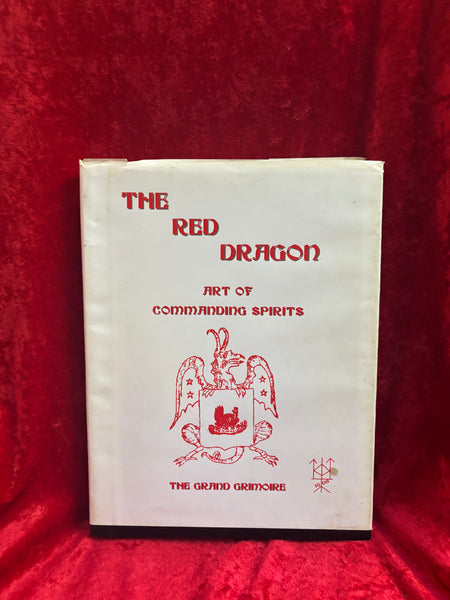 THE
RED
DRAGON
ART OF
COMMANDING SPIRITS
THE GRAND GRIMOIRE